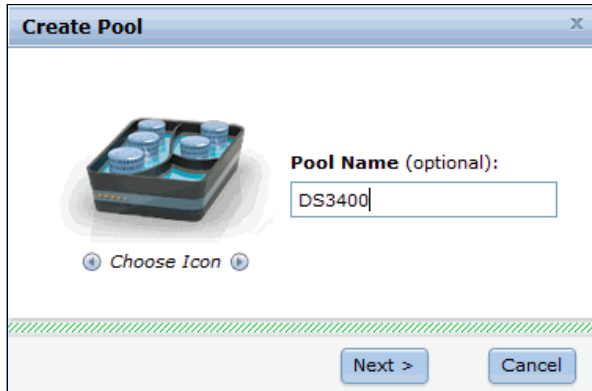 Create Pool x
Pool Name (optional):
DS3400
Choose Icon
Next > Cancel